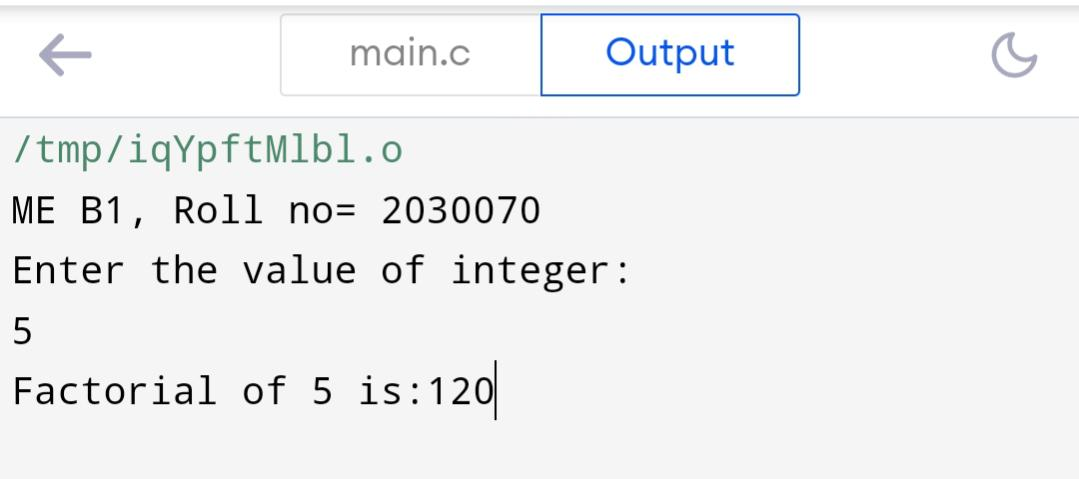 main.c Output
/tmp/iqYpftMlbl.o
ME B1, Roll no= 2030070
Enter the value of integer:
5
Factorial of 5 is:120